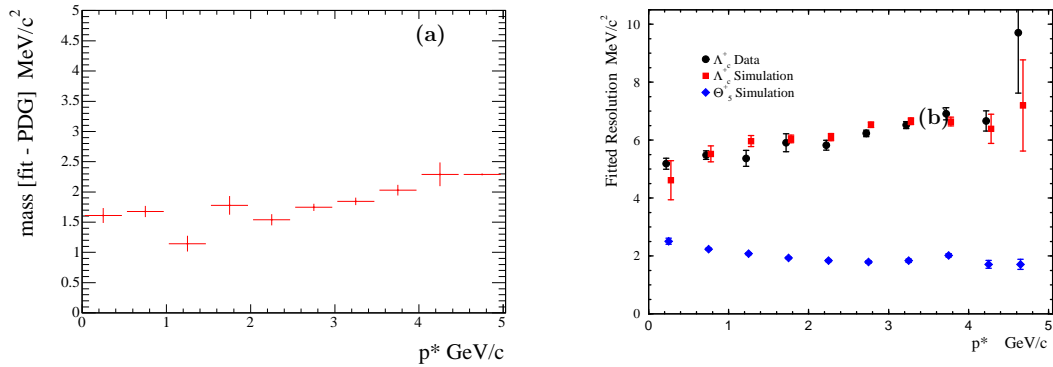 mass [fit - PDG] MeV/c²
5
4.5
4
3.5
3
2.5
2
1.5
1
0.5
0
(a)
0 1 2 3 4 5
p* GeV/c
Fitted Resolution MeV/c²
10
8
6
4
2
0
Λ⁺c Data
Λ⁺c Simulation
Θ⁺5 Simulation
(b)
0 1 2 3 4 5
p* GeV/c